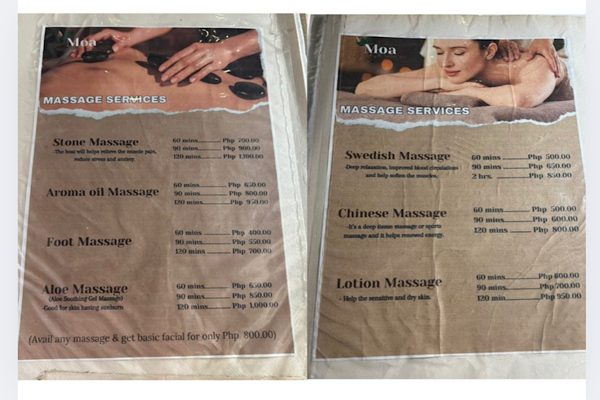 Moa
MASSAGE SERVICES
Stone Massage
-The heat will helps relieve the muscle pain,
reduce stress and anxiety.
60 mins.......... Php 700.00
90 mins.......... Php 900.00
120 mins.......... Php 1,100.00
Aroma oil Massage
60 mins.......... Php 650.00
90 mins.......... Php 800.00
120 mins.......... Php 950.00
Foot Massage
60 mins.......... Php 400.00
90 mins.......... Php 550.00
120 mins.......... Php 700.00
Aloe Massage
(Aloe Soothing Gel Massage)
-Good for skin having sunburn
60 mins.......... Php 650.00
90 mins.......... Php 850.00
120 mins.......... Php 1,000.00
(Avail any massage & get basic facial for only Php 800.00)
Moa
MASSAGE SERVICES
Swedish Massage
-Deep relaxation, improved blood circulation
and help soften the muscles.
60 mins ..........Php 500.00
90 mins ..........Php 650.00
2 hrs. ..........Php 850.00
Chinese Massage
-It's a deep tissue massage or sports
massage and it helps renewed energy.
60 mins .......... Php 500.00
90 mins .......... Php 600.00
120 mins .......... Php 800.00
Lotion Massage
- Help the sensitive and dry skin.
60 mins ..........Php 600.00
90 mins...........Php 700.00
120 min...........Php 950.00